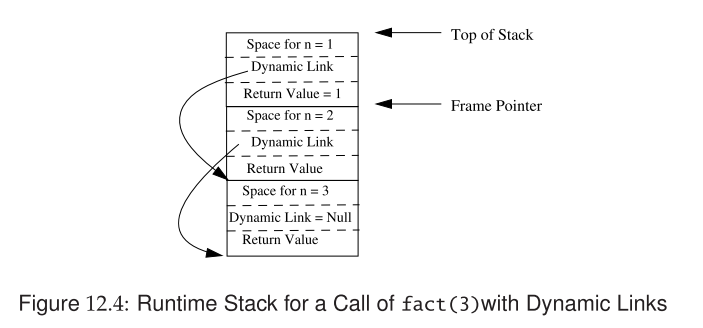 Space for n = 1
Top of Stack
Dynamic Link
Return Value = 1
Frame Pointer
Space for n = 2
Dynamic Link
Return Value
Space for n = 3
Dynamic Link = Null
Return Value
Figure 12.4: Runtime Stack for a Call of fact(3)with Dynamic Links